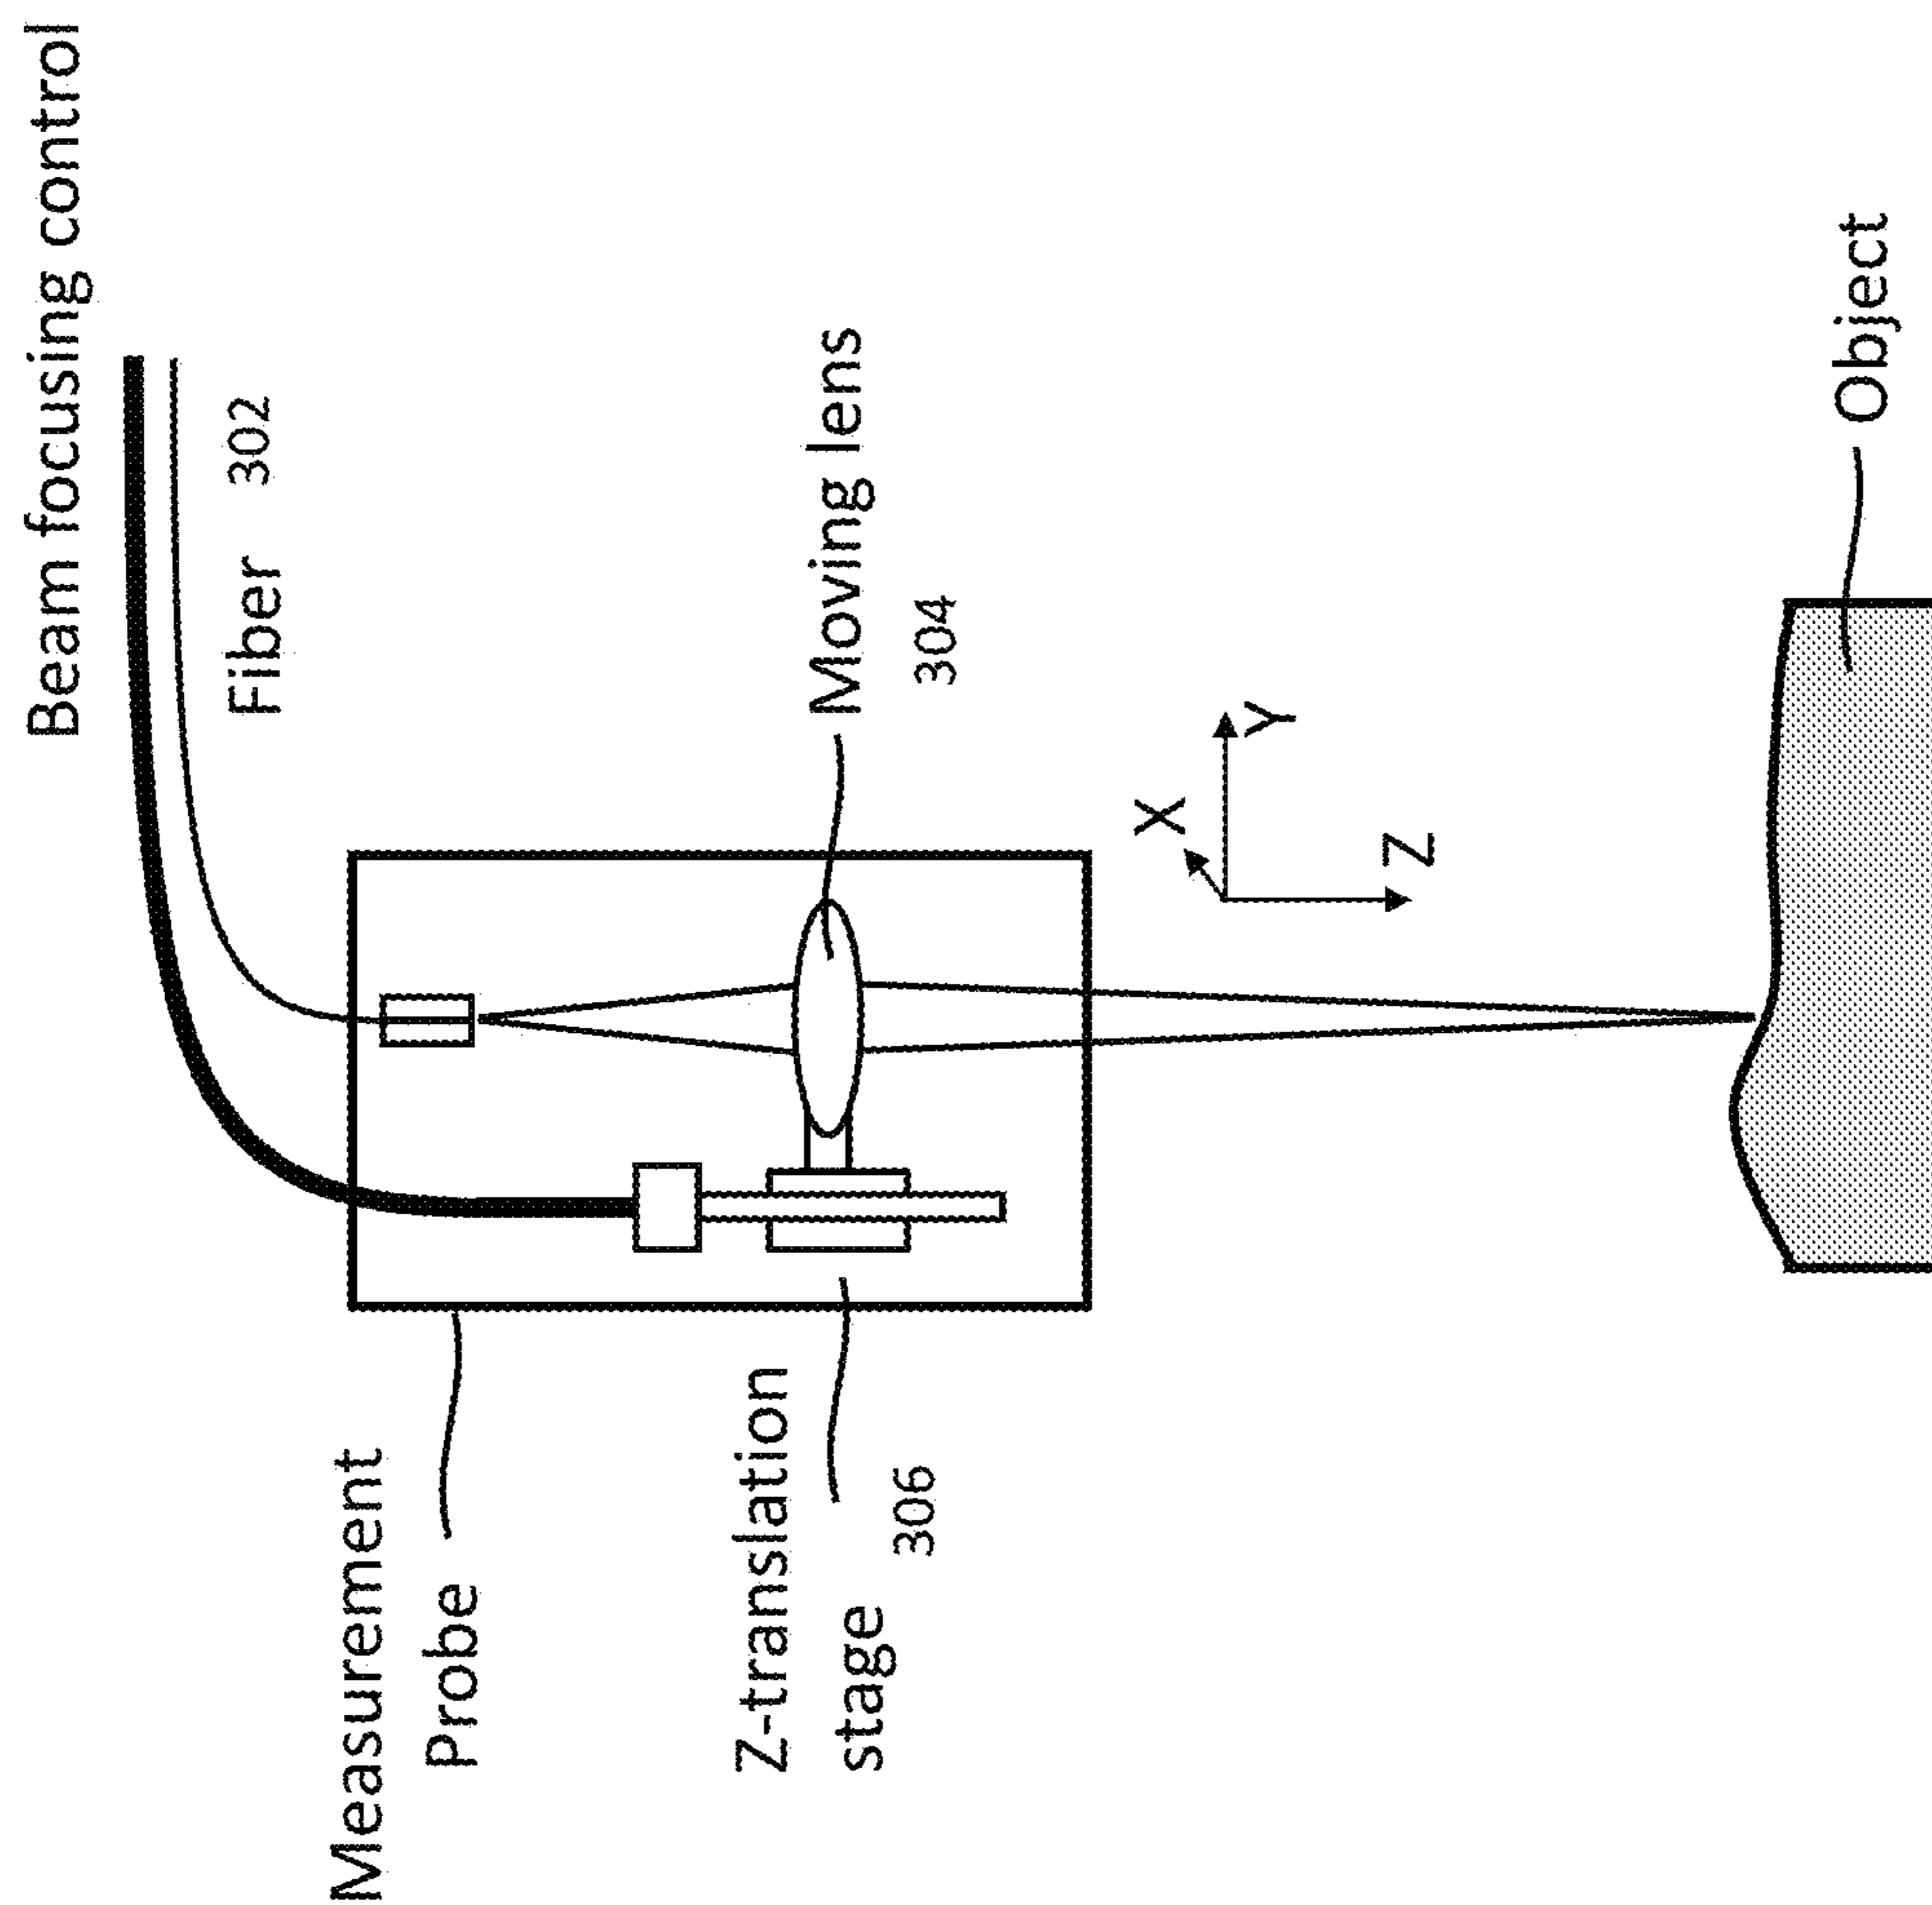 Beam focusing control
Fiber 302
Measurement
Probe
Moving lens
304
Z-translation
stage
306
X
Y
Z
Object